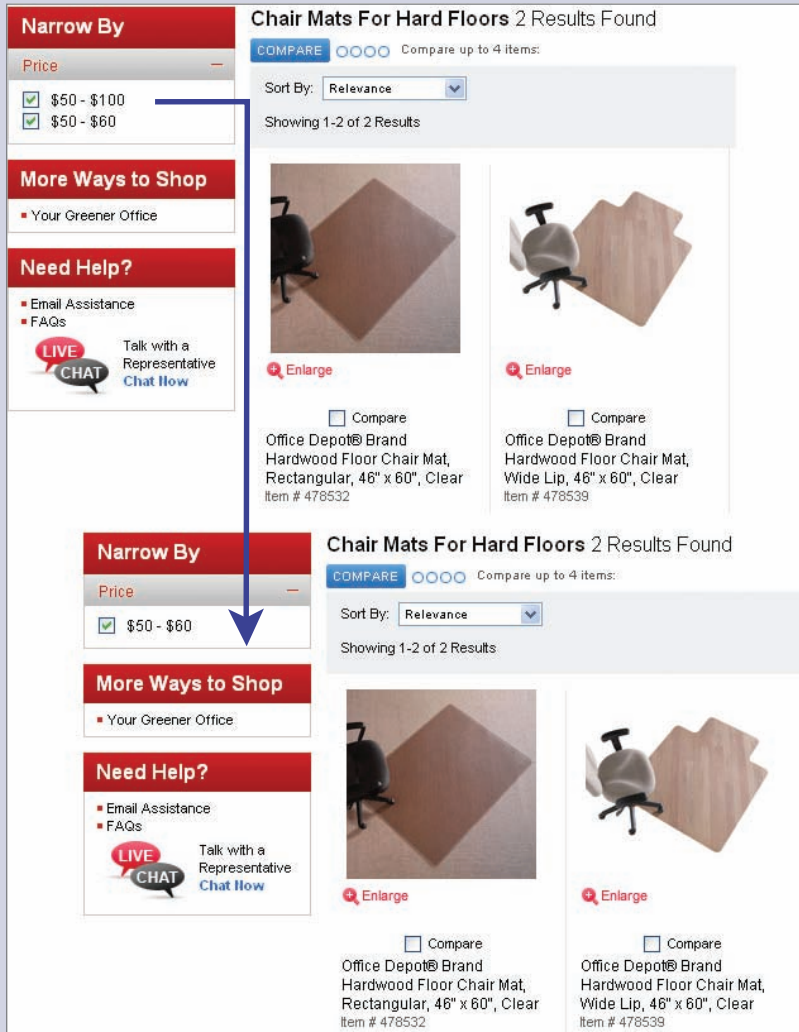 Narrow By
Price
$50 - $100
$50 - $60
More Ways to Shop
Your Greener Office
Need Help?
Email Assistance
FAQs
LIVE
CHAT
Talk with a
Representative
Chat Now
Chair Mats For Hard Floors 2 Results Found
COMPARE Compare up to 4 items:
Sort By: Relevance
Showing 1-2 of 2 Results
Enlarge
Compare
Office Depot® Brand
Hardwood Floor Chair Mat,
Rectangular, 46" x 60", Clear
Item # 478532
Enlarge
Compare
Office Depot® Brand
Hardwood Floor Chair Mat,
Wide Lip, 46" x 60", Clear
Item # 478539
Narrow By
Price
$50 - $60
More Ways to Shop
Your Greener Office
Need Help?
Email Assistance
FAQs
LIVE
CHAT
Talk with a
Representative
Chat Now
Chair Mats For Hard Floors 2 Results Found
COMPARE Compare up to 4 items:
Sort By: Relevance
Showing 1-2 of 2 Results
Enlarge
Compare
Office Depot® Brand
Hardwood Floor Chair Mat,
Rectangular, 46" x 60", Clear
Item # 478532
Enlarge
Compare
Office Depot® Brand
Hardwood Floor Chair Mat,
Wide Lip, 46" x 60", Clear
Item # 478539